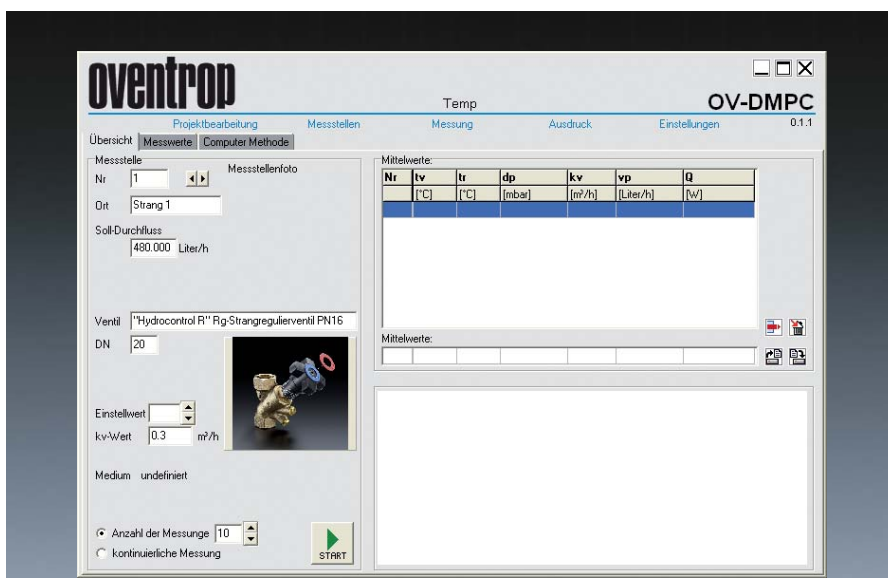 oventrop
Temp
OV-DMPC
Projektbearbeitung Messstellen Messung Ausdruck Einstellungen 0.1.1
Übersicht Messwerte Computer Methode
Messstelle
Nr 1
Messstellenfoto
Ort Strang 1
Soll-Durchfluss
480.000 Liter/h
Ventil "Hydrocontrol R" Rg-Strangregulierventil PN16
DN 20
Einstellwert
kv-Wert 0.3 m³/h
Medium undefiniert
Anzahl der Messunge 10
kontinuierliche Messung
START
Mittelwerte:
Nr tv tr dp kv vp Q
[°C] [°C] [mbar] [m³/h] [Liter/h] [W]
Mittelwerte: